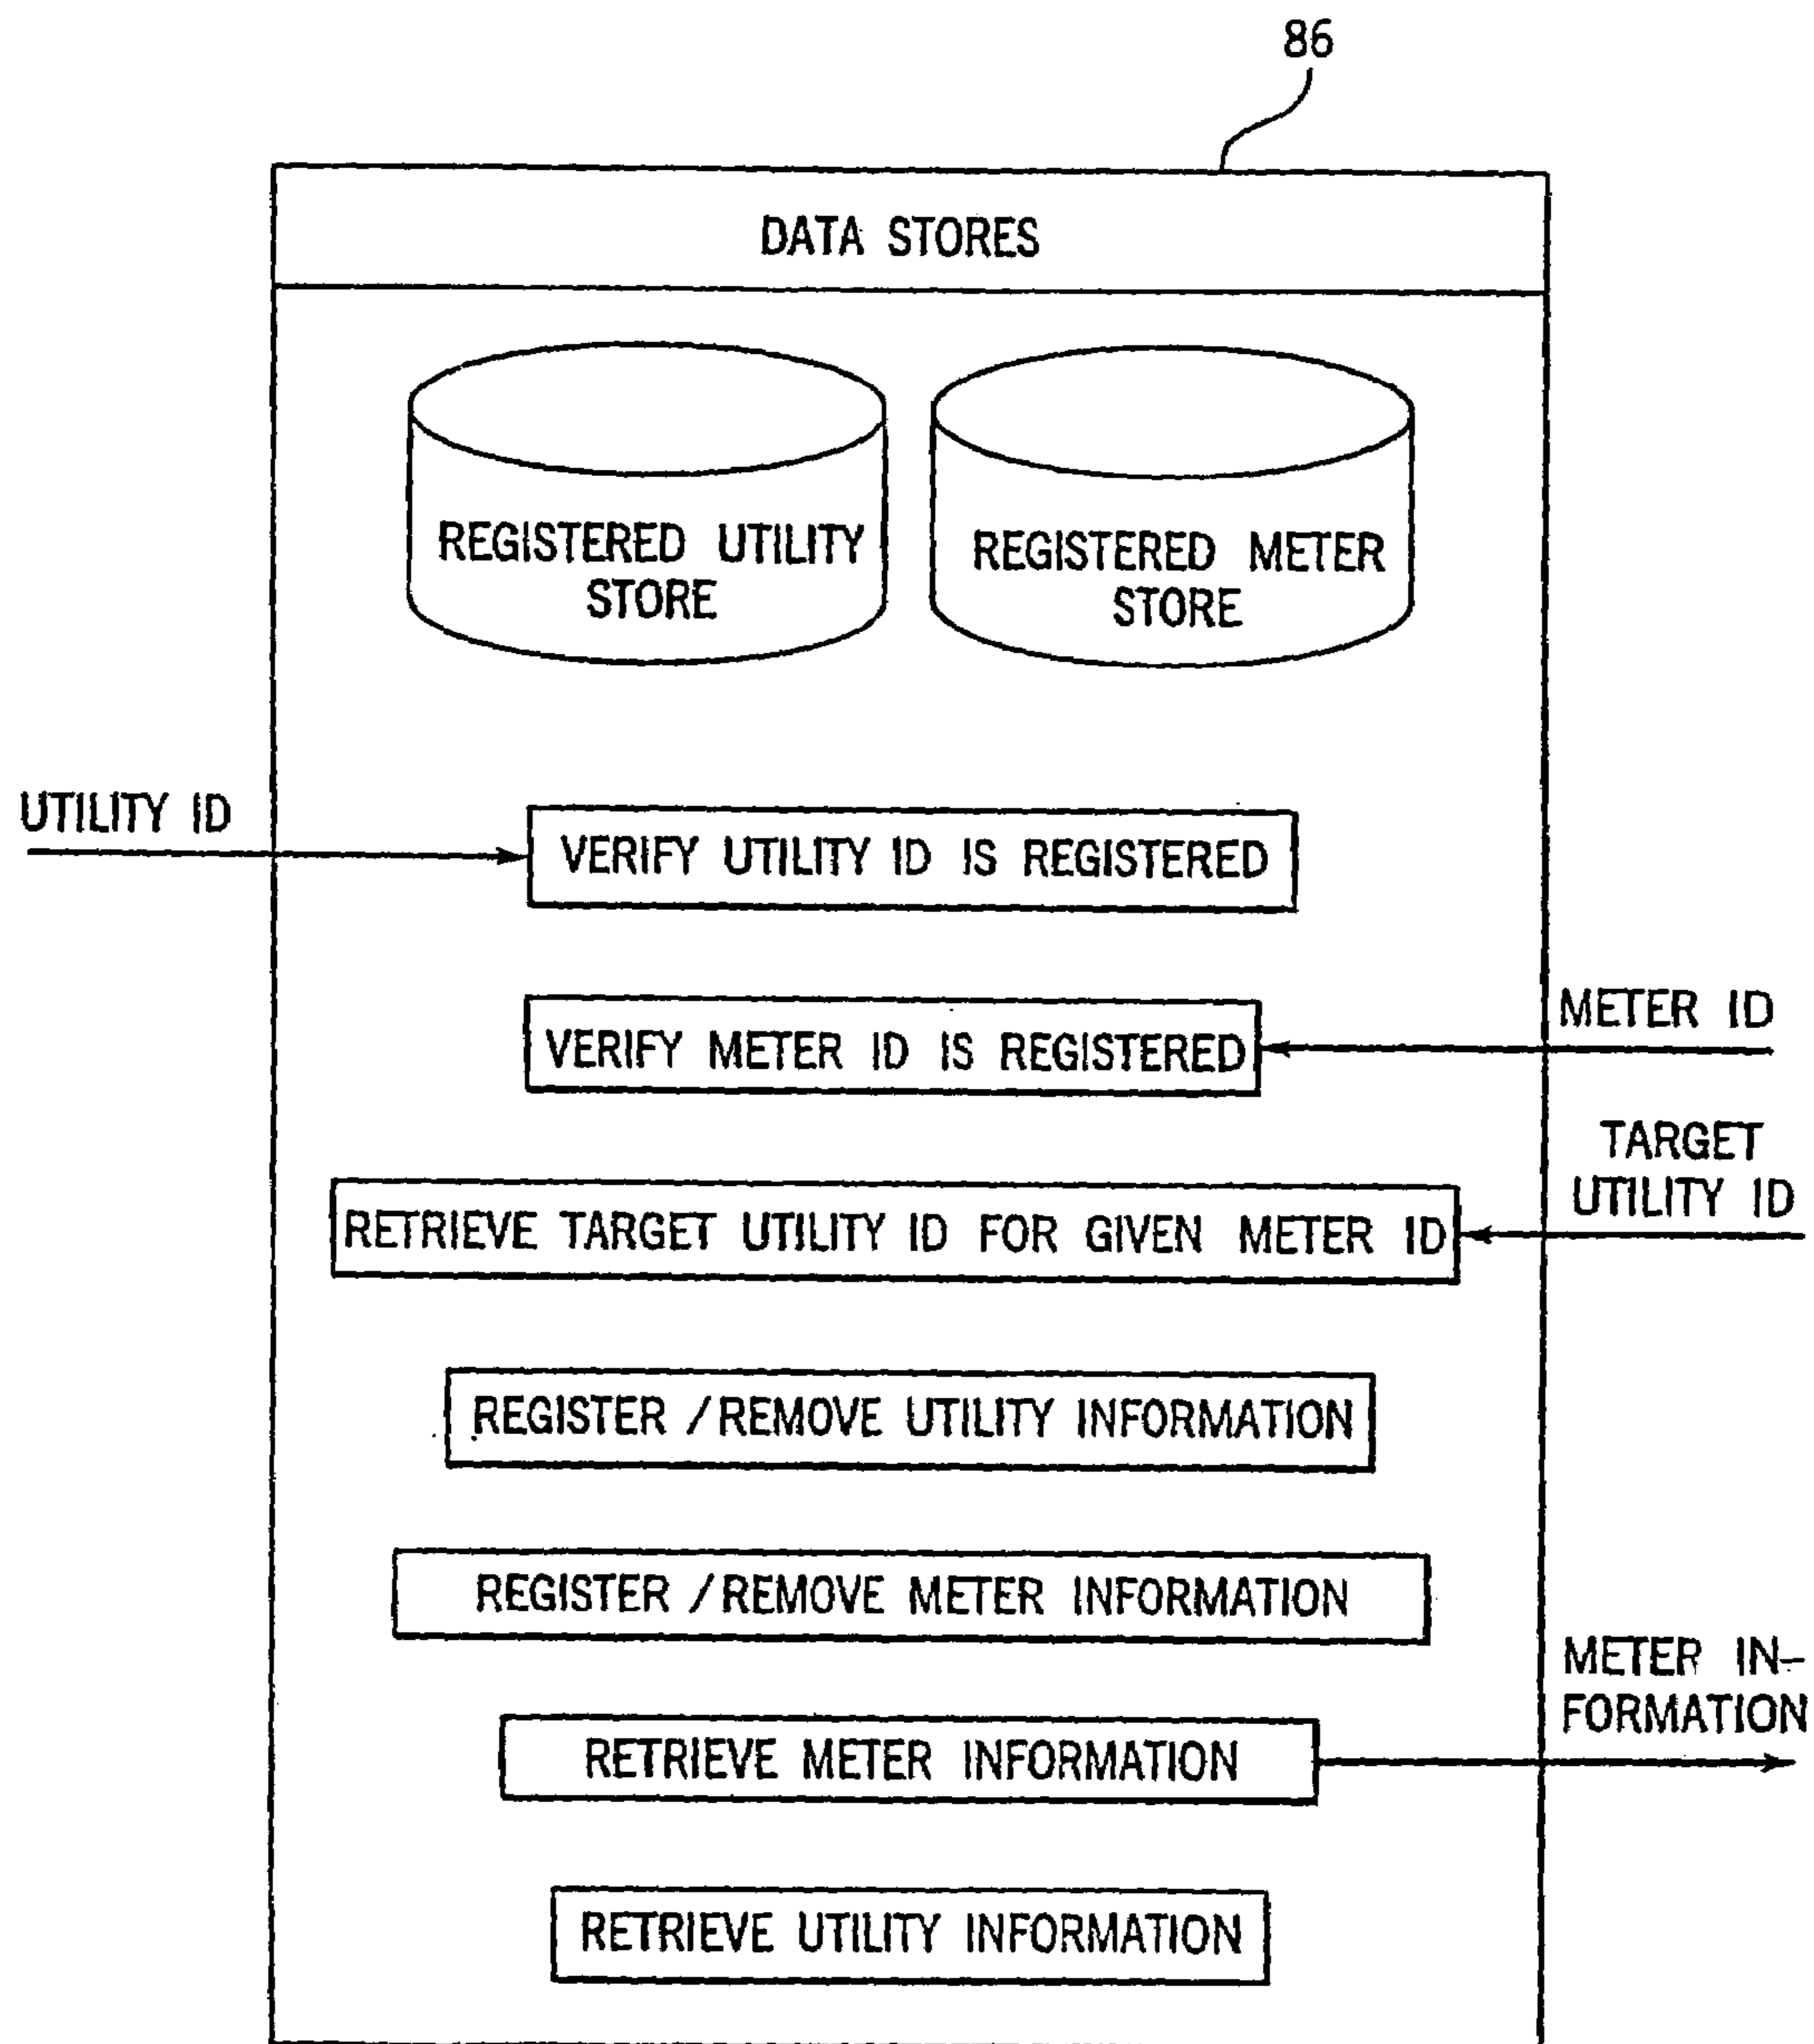 86
DATA STORES
REGISTERED UTILITY
STORE
REGISTERED METER
STORE
UTILITY ID
VERIFY UTILITY ID IS REGISTERED
METER ID
VERIFY METER ID IS REGISTERED
TARGET
UTILITY ID
RETRIEVE TARGET UTILITY ID FOR GIVEN METER ID
REGISTER /REMOVE UTILITY INFORMATION
REGISTER /REMOVE METER INFORMATION
METER IN-
FORMATION
RETRIEVE METER INFORMATION
RETRIEVE UTILITY INFORMATION